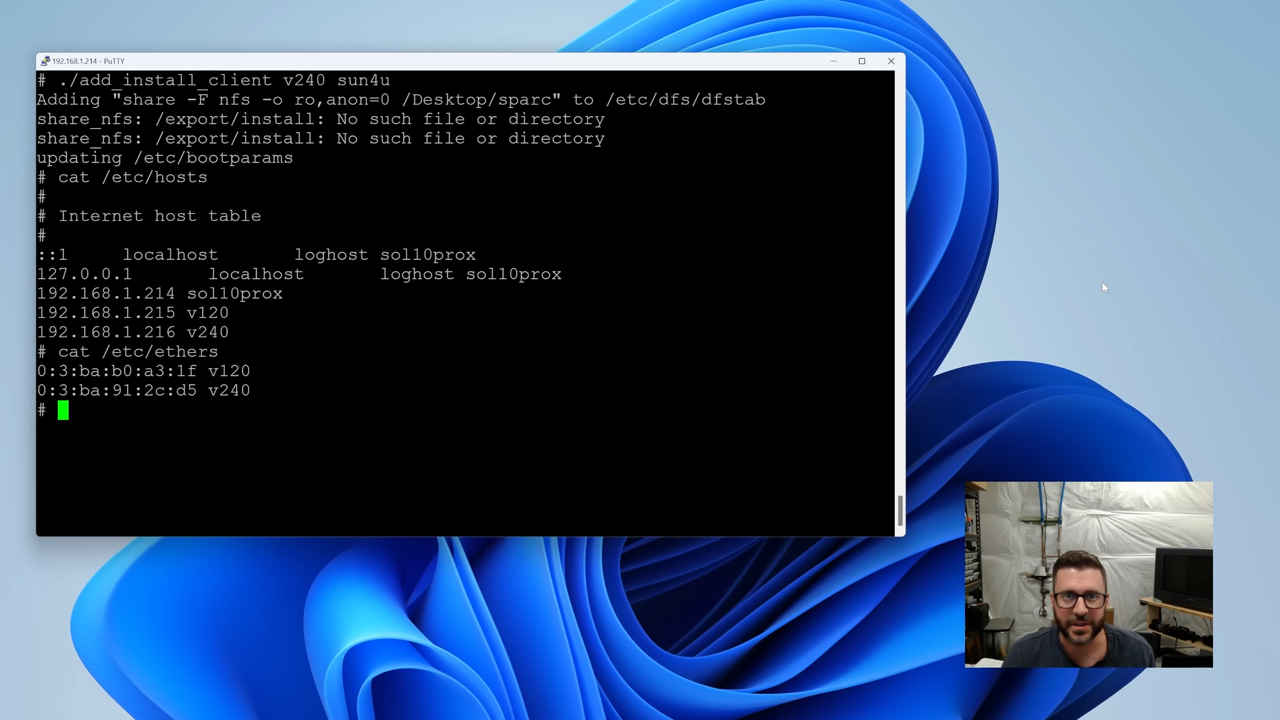 192.168.1.214 - PuTTY
# ./add_install_client v240 sun4u
Adding "share -F nfs -o ro,anon=0 /Desktop/sparc" to /etc/dfs/dfstab
share_nfs: /export/install: No such file or directory
share_nfs: /export/install: No such file or directory
updating /etc/bootparams
# cat /etc/hosts
#
# Internet host table
#
::1 localhost loghost sol10prox
127.0.0.1 localhost loghost sol10prox
192.168.1.214 sol10prox
192.168.1.215 v120
192.168.1.216 v240
# cat /etc/ethers
0:3:ba:b0:a3:1f v120
0:3:ba:91:2c:d5 v240
#